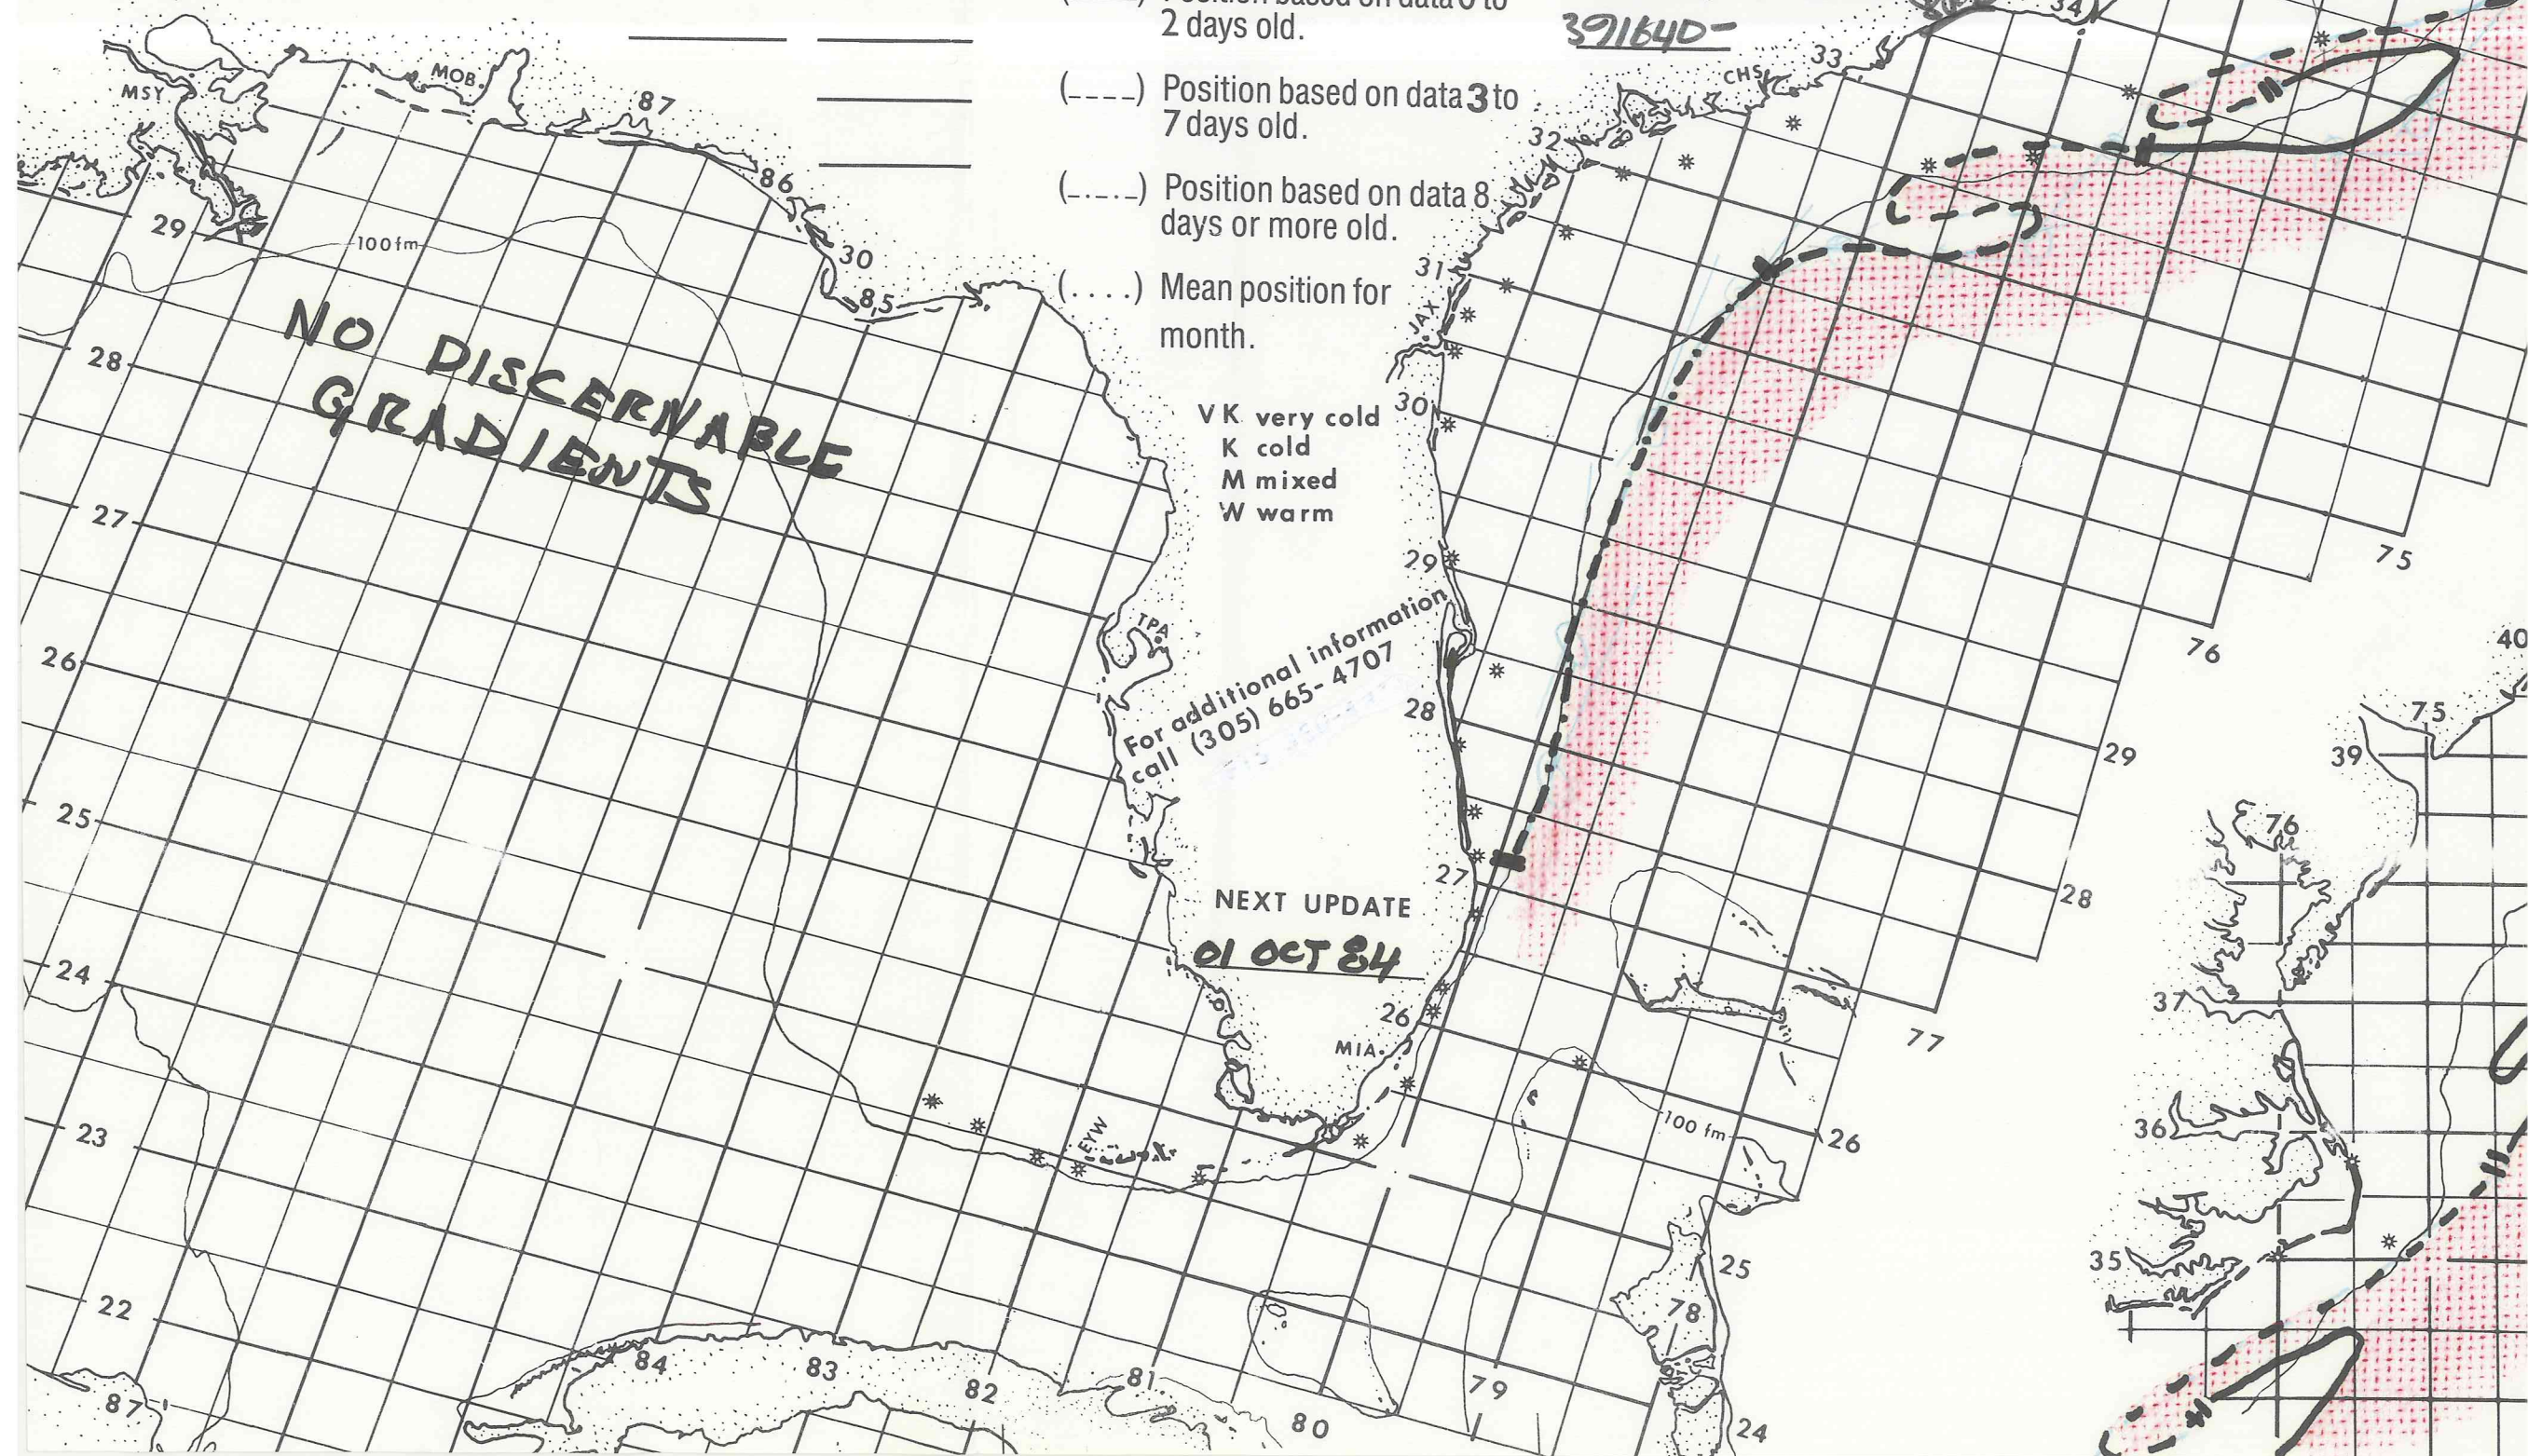 2 days old.
391640-
(----) Position based on data 3 to
7 days old.
(_._._) Position based on data 8
days or more old.
(....) Mean position for
month.
VK very cold
K cold
M mixed
W warm
NO DISCERNABLE
GRADIENTS
For additional information
call (305) 665-4707
NEXT UPDATE
01 OCT 84
MSY
MOB.
87
86
30
85
29
100fm
28
27
26
25
24
23
22
87
84
83
82
81
80
79
78
TPA
EYW
MIA
JAX
CHS
34
33
32
31
30
29
28
27
26
75
76
29
28
77
26
100 fm
25
24
40
75
39
76
37
36
35